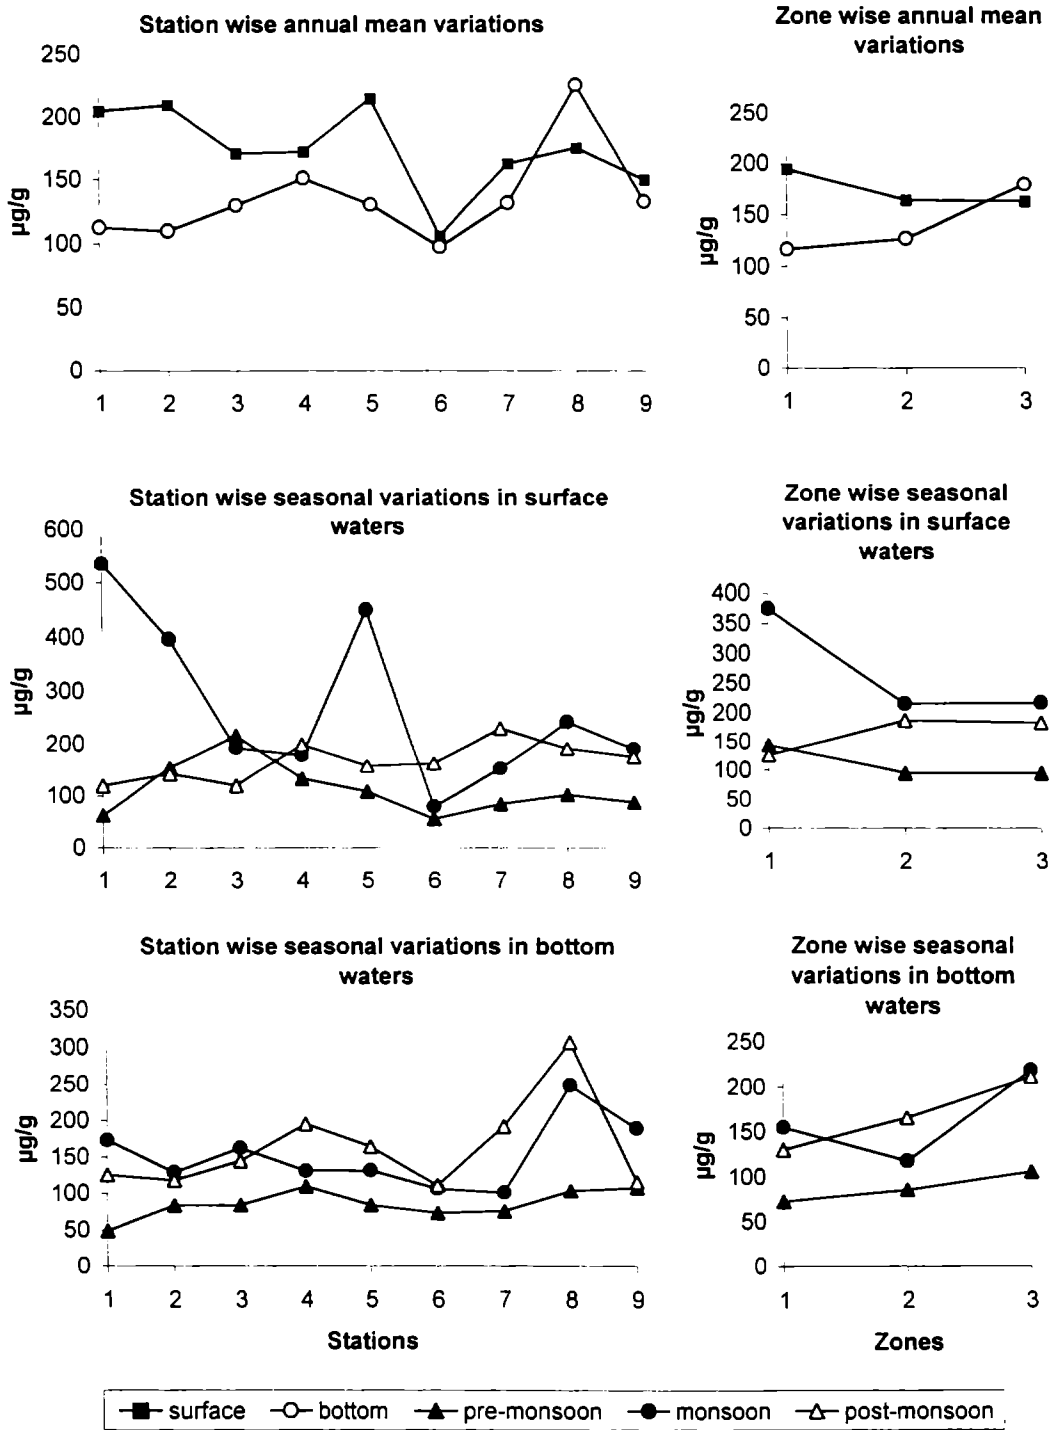 Station wise annual mean variations
250
200
150
100
50
0
µg/g
1 2 3 4 5 6 7 8 9
Zone wise annual mean
variations
250
200
150
100
50
0
µg/g
1 2 3
Station wise seasonal variations in surface
waters
600
500
400
300
200
100
0
µg/g
1 2 3 4 5 6 7 8 9
Zone wise seasonal
variations in surface
waters
400
350
300
250
200
150
100
50
0
µg/g
1 2 3
Station wise seasonal variations in bottom
waters
350
300
250
200
150
100
50
0
µg/g
1 2 3 4 5 6 7 8 9
Stations
Zone wise seasonal
variations in bottom
waters
250
200
150
100
50
0
µg/g
1 2 3
Zones
surface bottom pre-monsoon monsoon post-monsoon